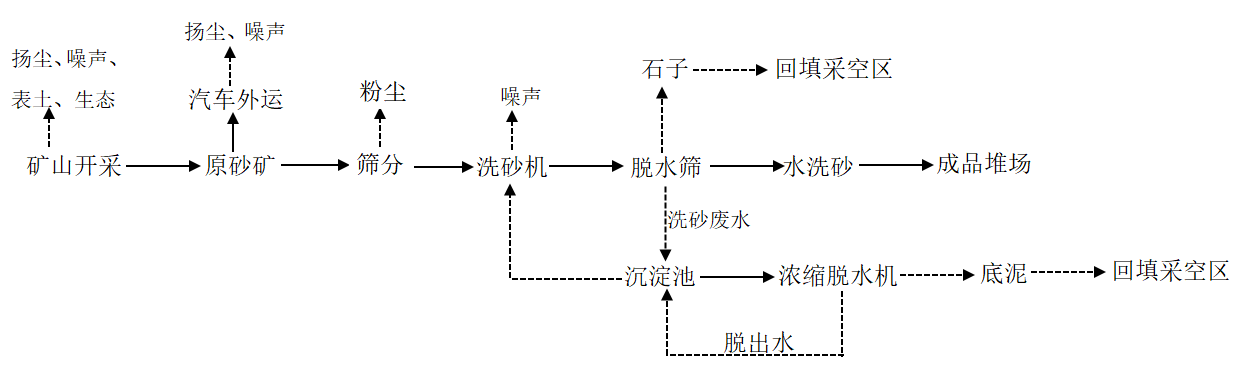 扬尘、噪声
扬尘、噪声、
表土、生态
汽车外运
粉尘
噪声
石子
回填采空区
矿山开采
原砂矿
筛分
洗砂机
脱水筛
水洗砂
成品堆场
洗砂废水
沉淀池
浓缩脱水机
底泥
回填采空区
脱出水